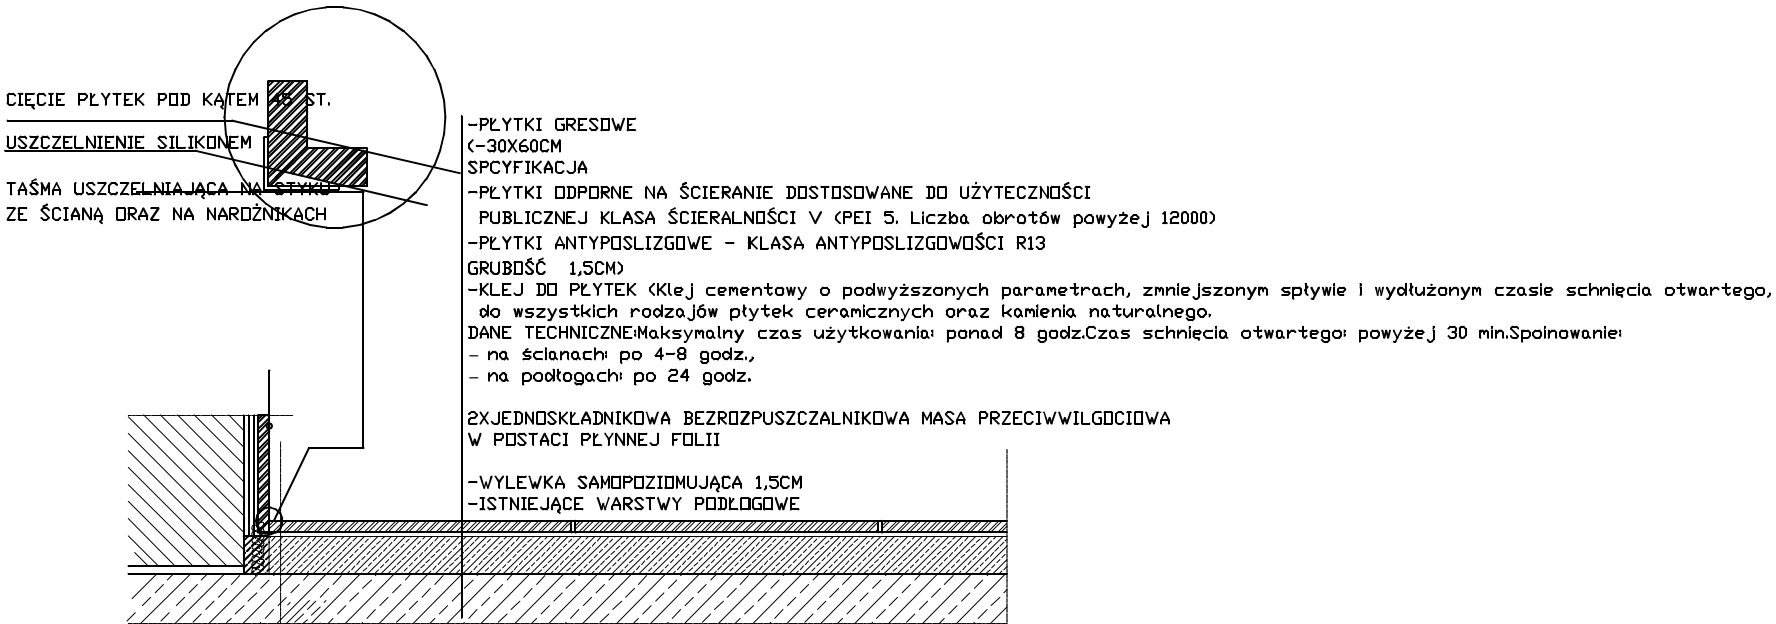 CIĘCIE PŁYTEK POD KĄTEM 45 ST.
USZCZELNIENIE SILIKONEM
TAŚMA USZCZELNIAJĄCA NA STYKU
ZE ŚCIANĄ ORAZ NA NAROŻNIKACH
-PŁYTKI GRESOWE
(-30X60CM
SPCYFIKACJA
-PŁYTKI ODPORNE NA ŚCIERANIE DOSTOSOWANE DO UŻYTECZNOŚCI
PUBLICZNEJ KLASA ŚCIERALNOŚCI V (PEI 5. Liczba obrotów powyżej 12000)
-PŁYTKI ANTYPOSLIZGOWE - KLASA ANTYPOSLIZGOWOŚCI R13
GRUBOŚĆ 1,5CM)
-KLEJ DO PŁYTEK (Klej cementowy o podwyższonych parametrach, zmniejszonym spływie i wydłużonym czasie schnięcia otwartego,
do wszystkich rodzajów płytek ceramicznych oraz kamienia naturalnego.
DANE TECHNICZNE:Maksymalny czas użytkowania: ponad 8 godz.Czas schnięcia otwartego: powyżej 30 min.Spoinowanie:
– na ścianach: po 4-8 godz.,
– na podłogach: po 24 godz.
2XJEDNOSKŁADNIKOWA BEZROZPUSZCZALNIKOWA MASA PRZECIWWILGOCIOWA
W POSTACI PŁYNNEJ FOLII
-WYLEWKA SAMOPOZIOMUJĄCA 1,5CM
-ISTNIEJĄCE WARSTWY PODŁOGOWE